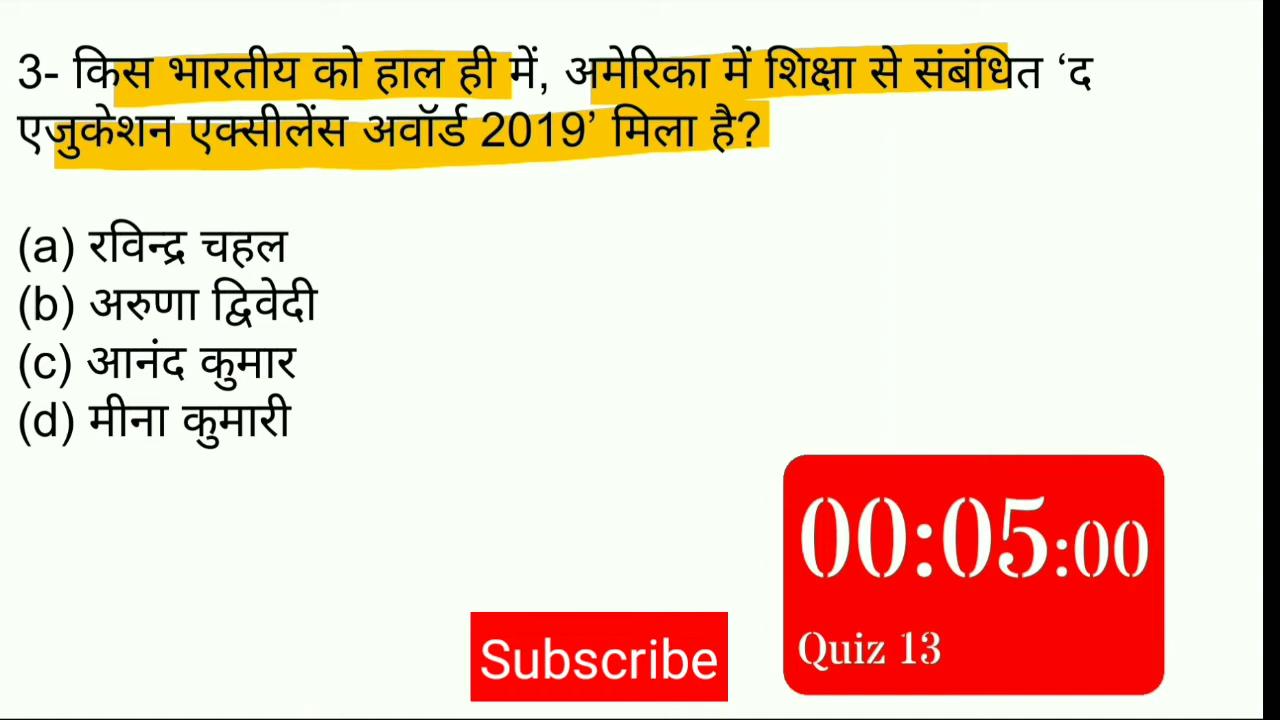 3- किस भारतीय को हाल ही में, अमेरिका में शिक्षा से संबंधित ‘द
एजुकेशन एक्सीलेंस अवॉर्ड 2019’ मिला है?
(a) रविन्द्र चहल
(b) अरुणा द्विवेदी
(c) आनंद कुमार
(d) मीना कुमारी
00:05:00
Quiz 13
Subscribe